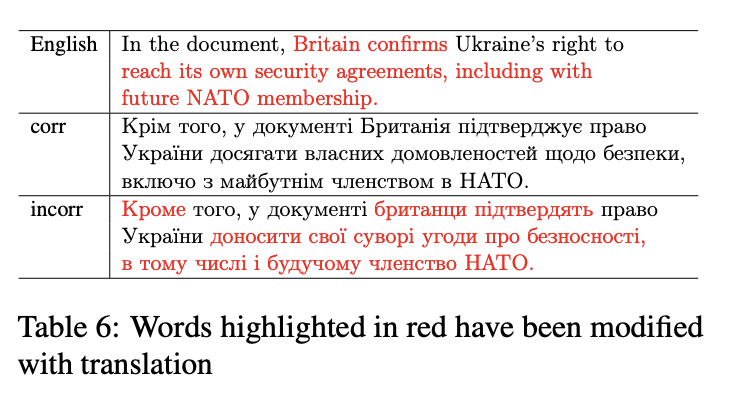 English In the document, Britain confirms Ukraine's right to
reach its own security agreements, including with
future NATO membership.
corr Крім того, у документі Британія підтверджує право
України досягати власних домовленостей щодо безпеки,
включо з майбутнім членством в НАТО.
incorr Кроме того, у документі британци підтвердять право
України доносити свої суворі угоди про безносності,
в тому числі і будучому членство НАТО.
Table 6: Words highlighted in red have been modified
with translation